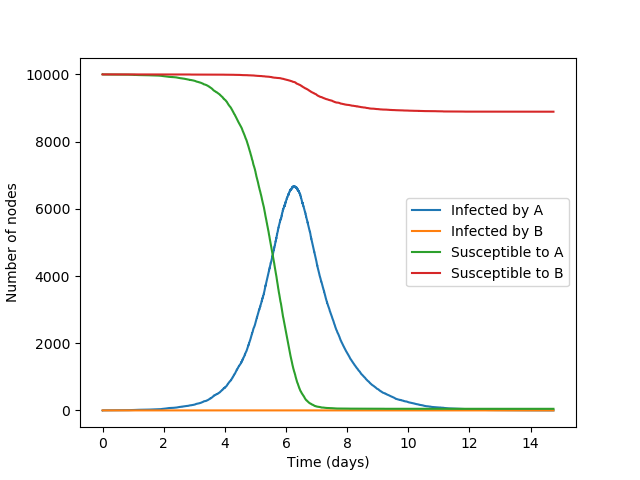 10000
8000
6000
4000
2000
0
Number of nodes
Infected by A
Infected by B
Susceptible to A
Susceptible to B
0 2 4 6 8 10 12 14
Time (days)